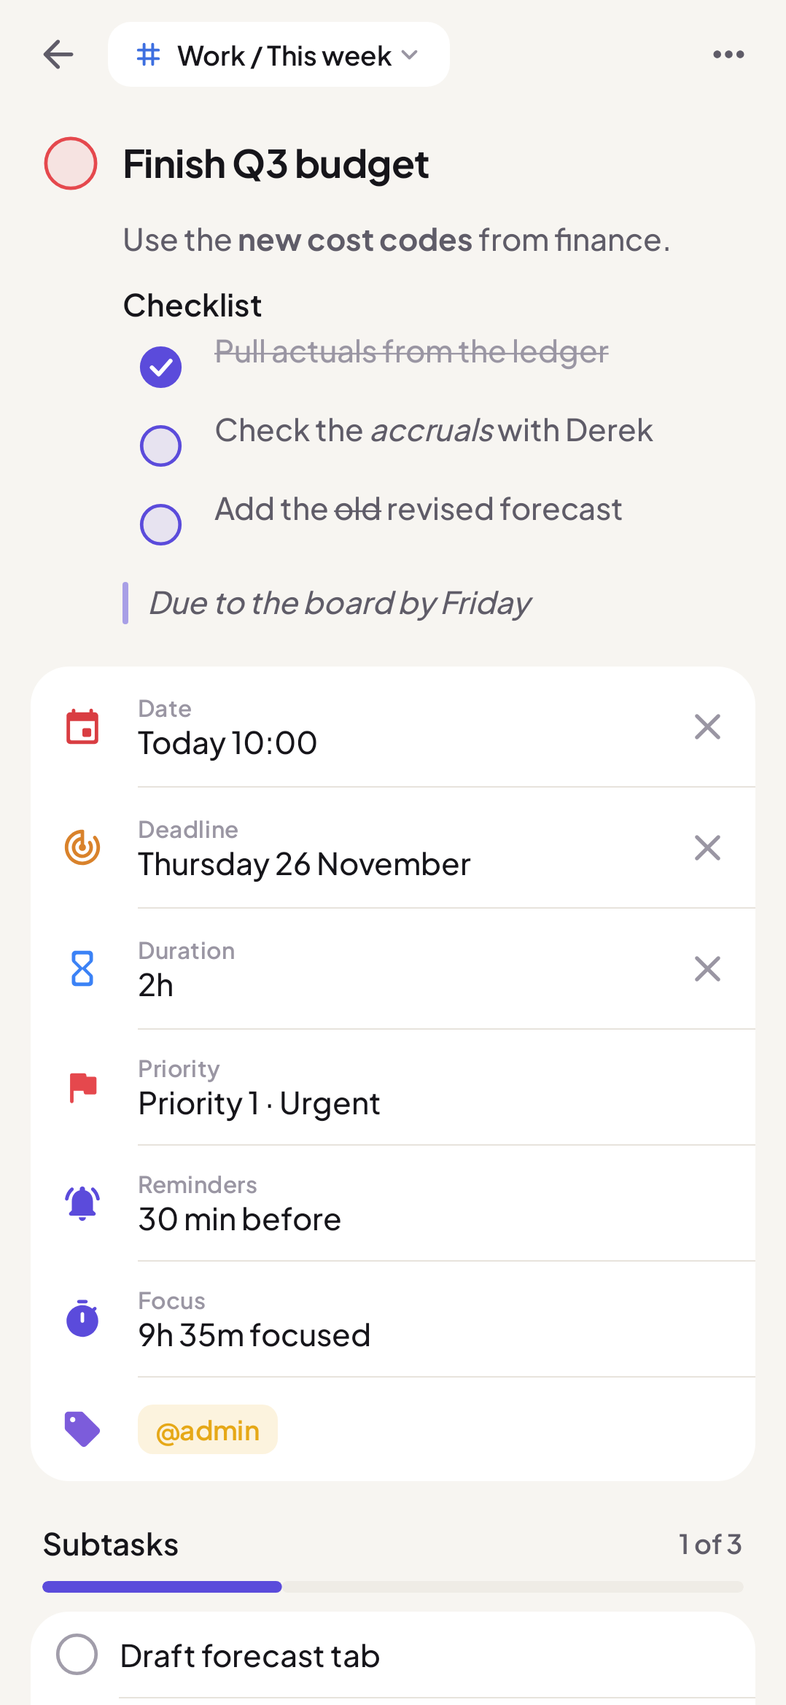 Work / This week
Finish Q3 budget
Use the new cost codes from finance.
Checklist
Pull actuals from the ledger
Check the accruals with Derek
Add the old revised forecast
Due to the board by Friday
Date
Today 10:00
Deadline
Thursday 26 November
Duration
2h
Priority
Priority 1 · Urgent
Reminders
30 min before
Focus
9h 35m focused
@admin
Subtasks
1 of 3
Draft forecast tab